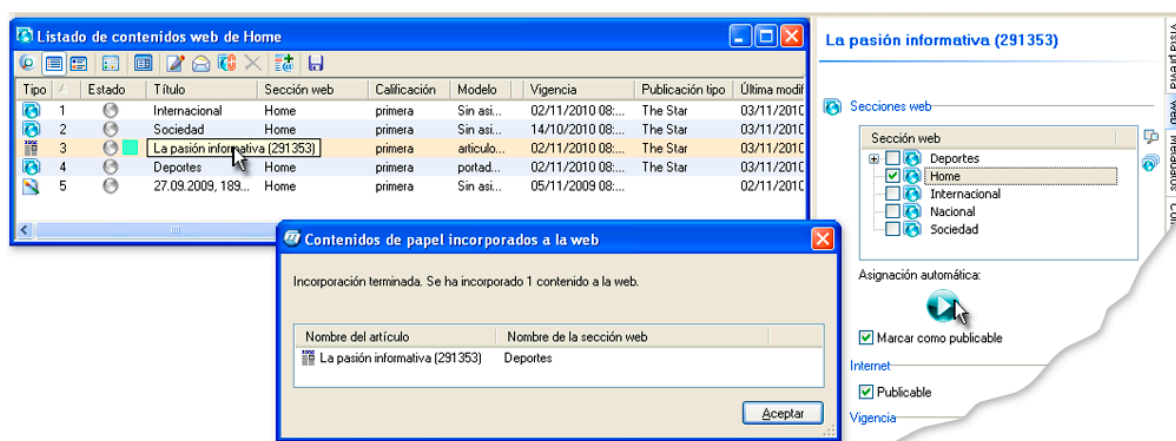 Listado de contenidos web de Home
Tipo Estado Título Sección web Calificación Modelo Vigencia Publicación tipo Última modif
1 Internacional Home primera Sin asi... 02/11/2010 08:... The Star 03/11/201
2 Sociedad Home primera Sin asi... 14/10/2010 08:... The Star 03/11/201
3 La pasión informativa (291353) primera articulo... 02/11/2010 08:... The Star 03/11/201
4 Deportes Home primera portad... 02/11/2010 08:... The Star 03/11/201
5 27.09.2009, 189... Home primera Sin asi... 05/11/2009 08:... 02/11/201
Contenidos de papel incorporados a la web
Incorporación terminada. Se ha incorporado 1 contenido a la web.
Nombre del artículo Nombre de la sección web
La pasión informativa (291353) Deportes
Aceptar
La pasión informativa (291353)
Secciones web
Sección web
Deportes
Home
Internacional
Nacional
Sociedad
Asignación automática:
Marcar como publicable
Internet
Publicable
Vigencia
Vista previa
Web
Metadatos